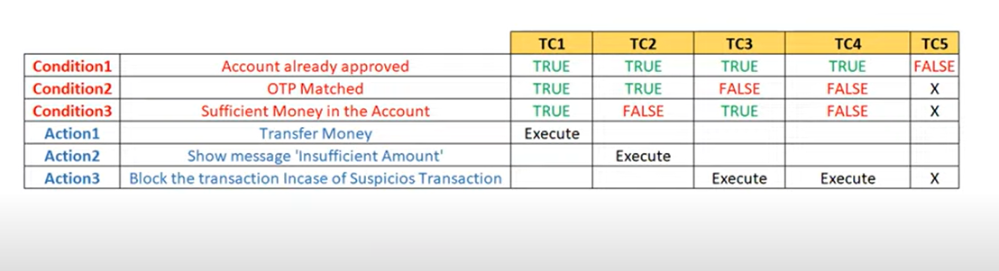 TC1 TC2 TC3 TC4 TC5
Condition1 Account already approved TRUE TRUE TRUE TRUE FALSE
Condition2 OTP Matched TRUE TRUE FALSE FALSE X
Condition3 Sufficient Money in the Account TRUE FALSE TRUE FALSE X
Action1 Transfer Money Execute
Action2 Show message 'Insufficient Amount' Execute
Action3 Block the transaction Incase of Suspicios Transaction Execute Execute X